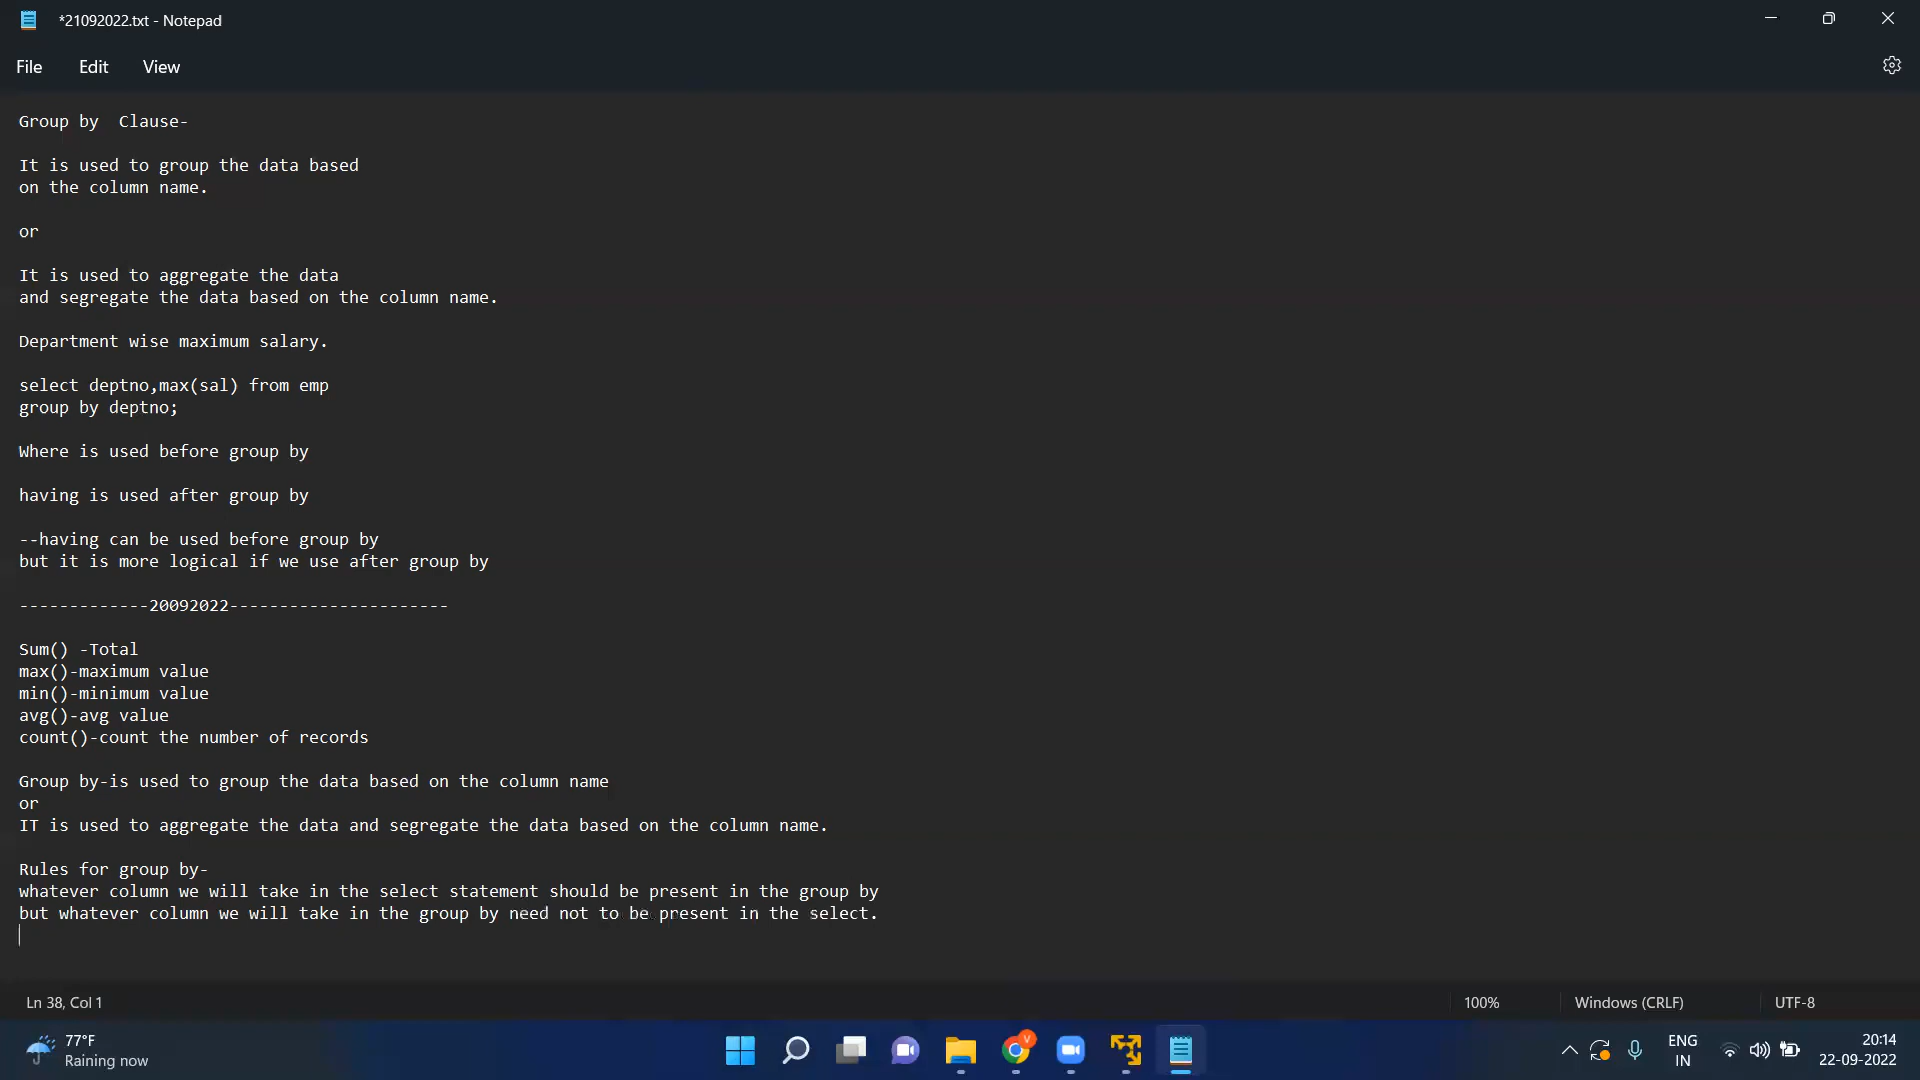 *21092022.txt - Notepad
File Edit View
Group by  Clause-
It is used to group the data based
on the column name.
or
It is used to aggregate the data
and segregate the data based on the column name.
Department wise maximum salary.
select deptno,max(sal) from emp
group by deptno;
Where is used before group by
having is used after group by
--having can be used before group by
but it is more logical if we use after group by
-------------20092022----------------------
Sum() -Total
max()-maximum value
min()-minimum value
avg()-avg value
count()-count the number of records
Group by-is used to group the data based on the column name
or
IT is used to aggregate the data and segregate the data based on the column name.
Rules for group by-
whatever column we will take in the select statement should be present in the group by
but whatever column we will take in the group by need not to be present in the select.
Ln 38, Col 1 100% Windows (CRLF) UTF-8
77°F
Raining now
V
ENG
IN
20:14
22-09-2022